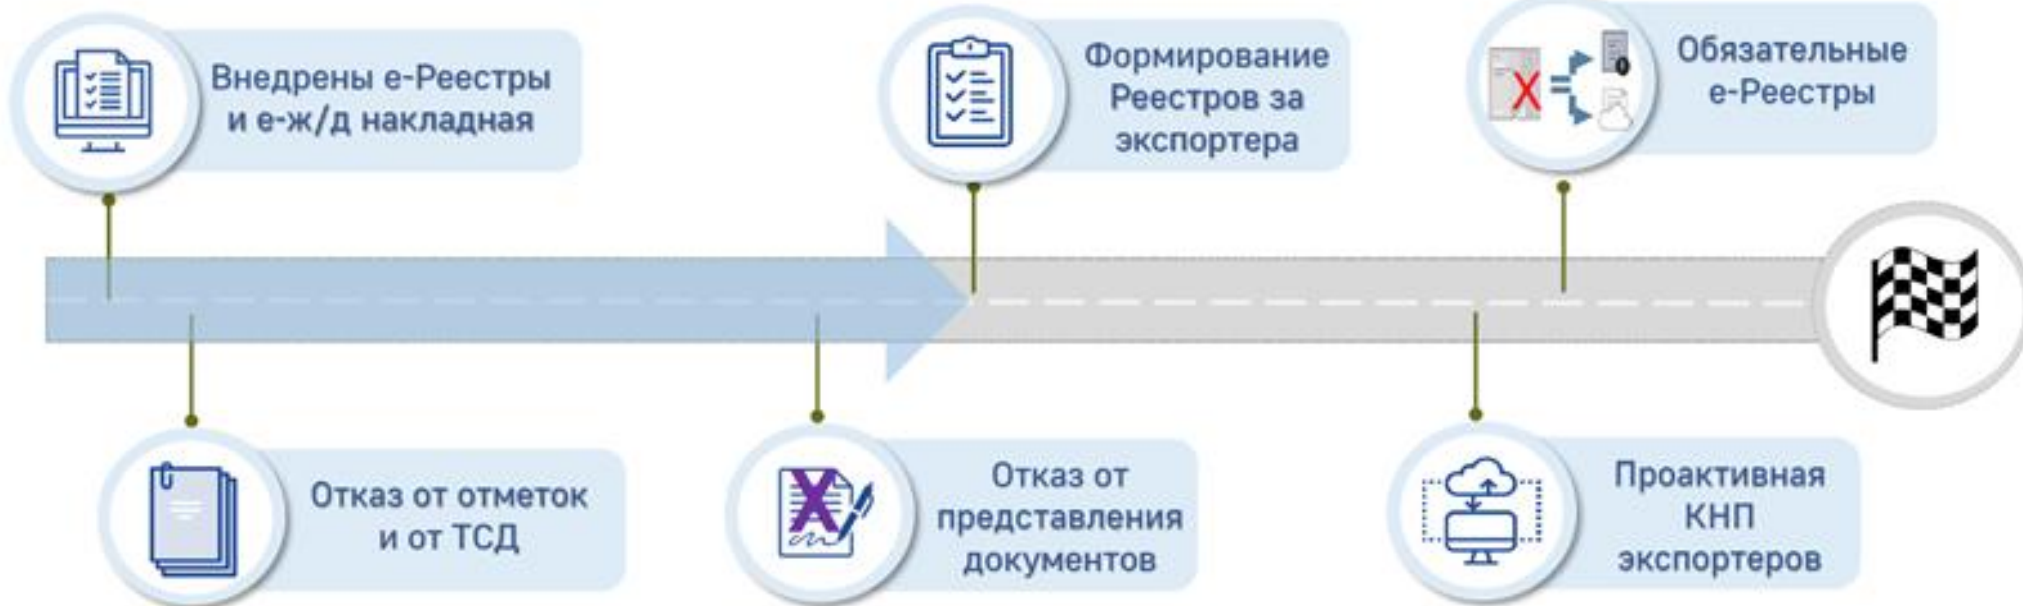 Внедрены е-Реестры
и е-ж/д накладная
Формирование
Реестров за
экспортера
Обязательные
е-Реестры
Отказ от отметок
и от ТСД
Отказ от
представления
документов
Проактивная
КНП
экспортеров